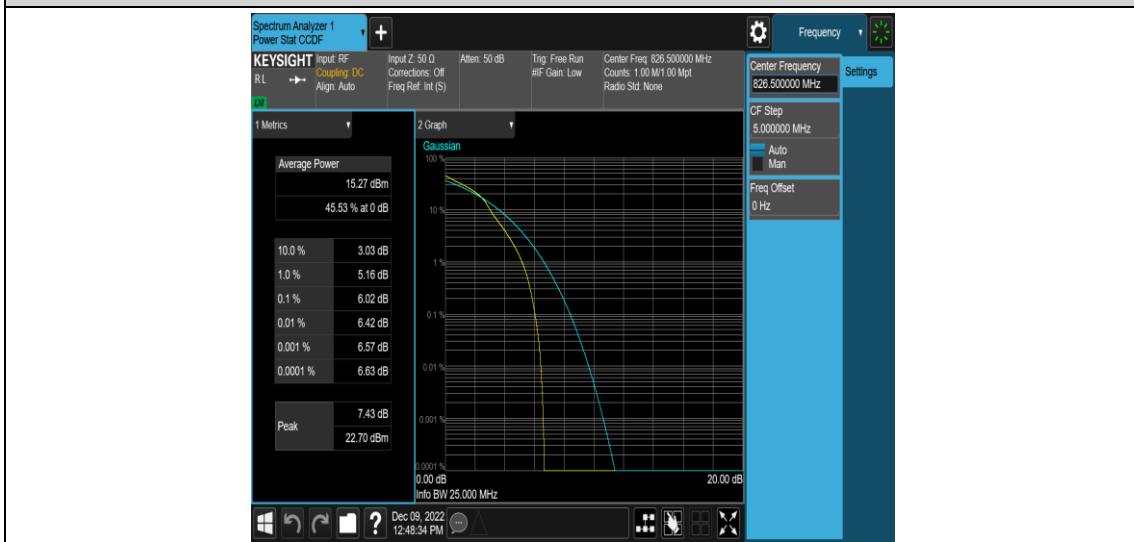 Spectrum Analyzer 1
Power Stat CCDF
+
Frequency
KEYSIGHT
Input: RF
Coupling: DC
Align: Auto
RL
LXI
Input Z: 50 Ω
Corrections: Off
Freq Ref: Int (S)
Atten: 50 dB
Trig: Free Run
#IF Gain: Low
Center Freq: 826.500000 MHz
Counts: 1.00 M/1.00 Mpt
Radio Std: None
Center Frequency
826.500000 MHz
Settings
CF Step
5.000000 MHz
Auto
Man
Freq Offset
0 Hz
1 Metrics
Average Power
15.27 dBm
45.53 % at 0 dB
10.0 % 3.03 dB
1.0 % 5.16 dB
0.1 % 6.02 dB
0.01 % 6.42 dB
0.001 % 6.57 dB
0.0001 % 6.63 dB
Peak
7.43 dB
22.70 dBm
2 Graph
Gaussian
100 %
10 %
1 %
0.1 %
0.01 %
0.001 %
0.0001 %
0.00 dB 20.00 dB
Info BW 25.000 MHz
?
Dec 09, 2022
12:48:34 PM